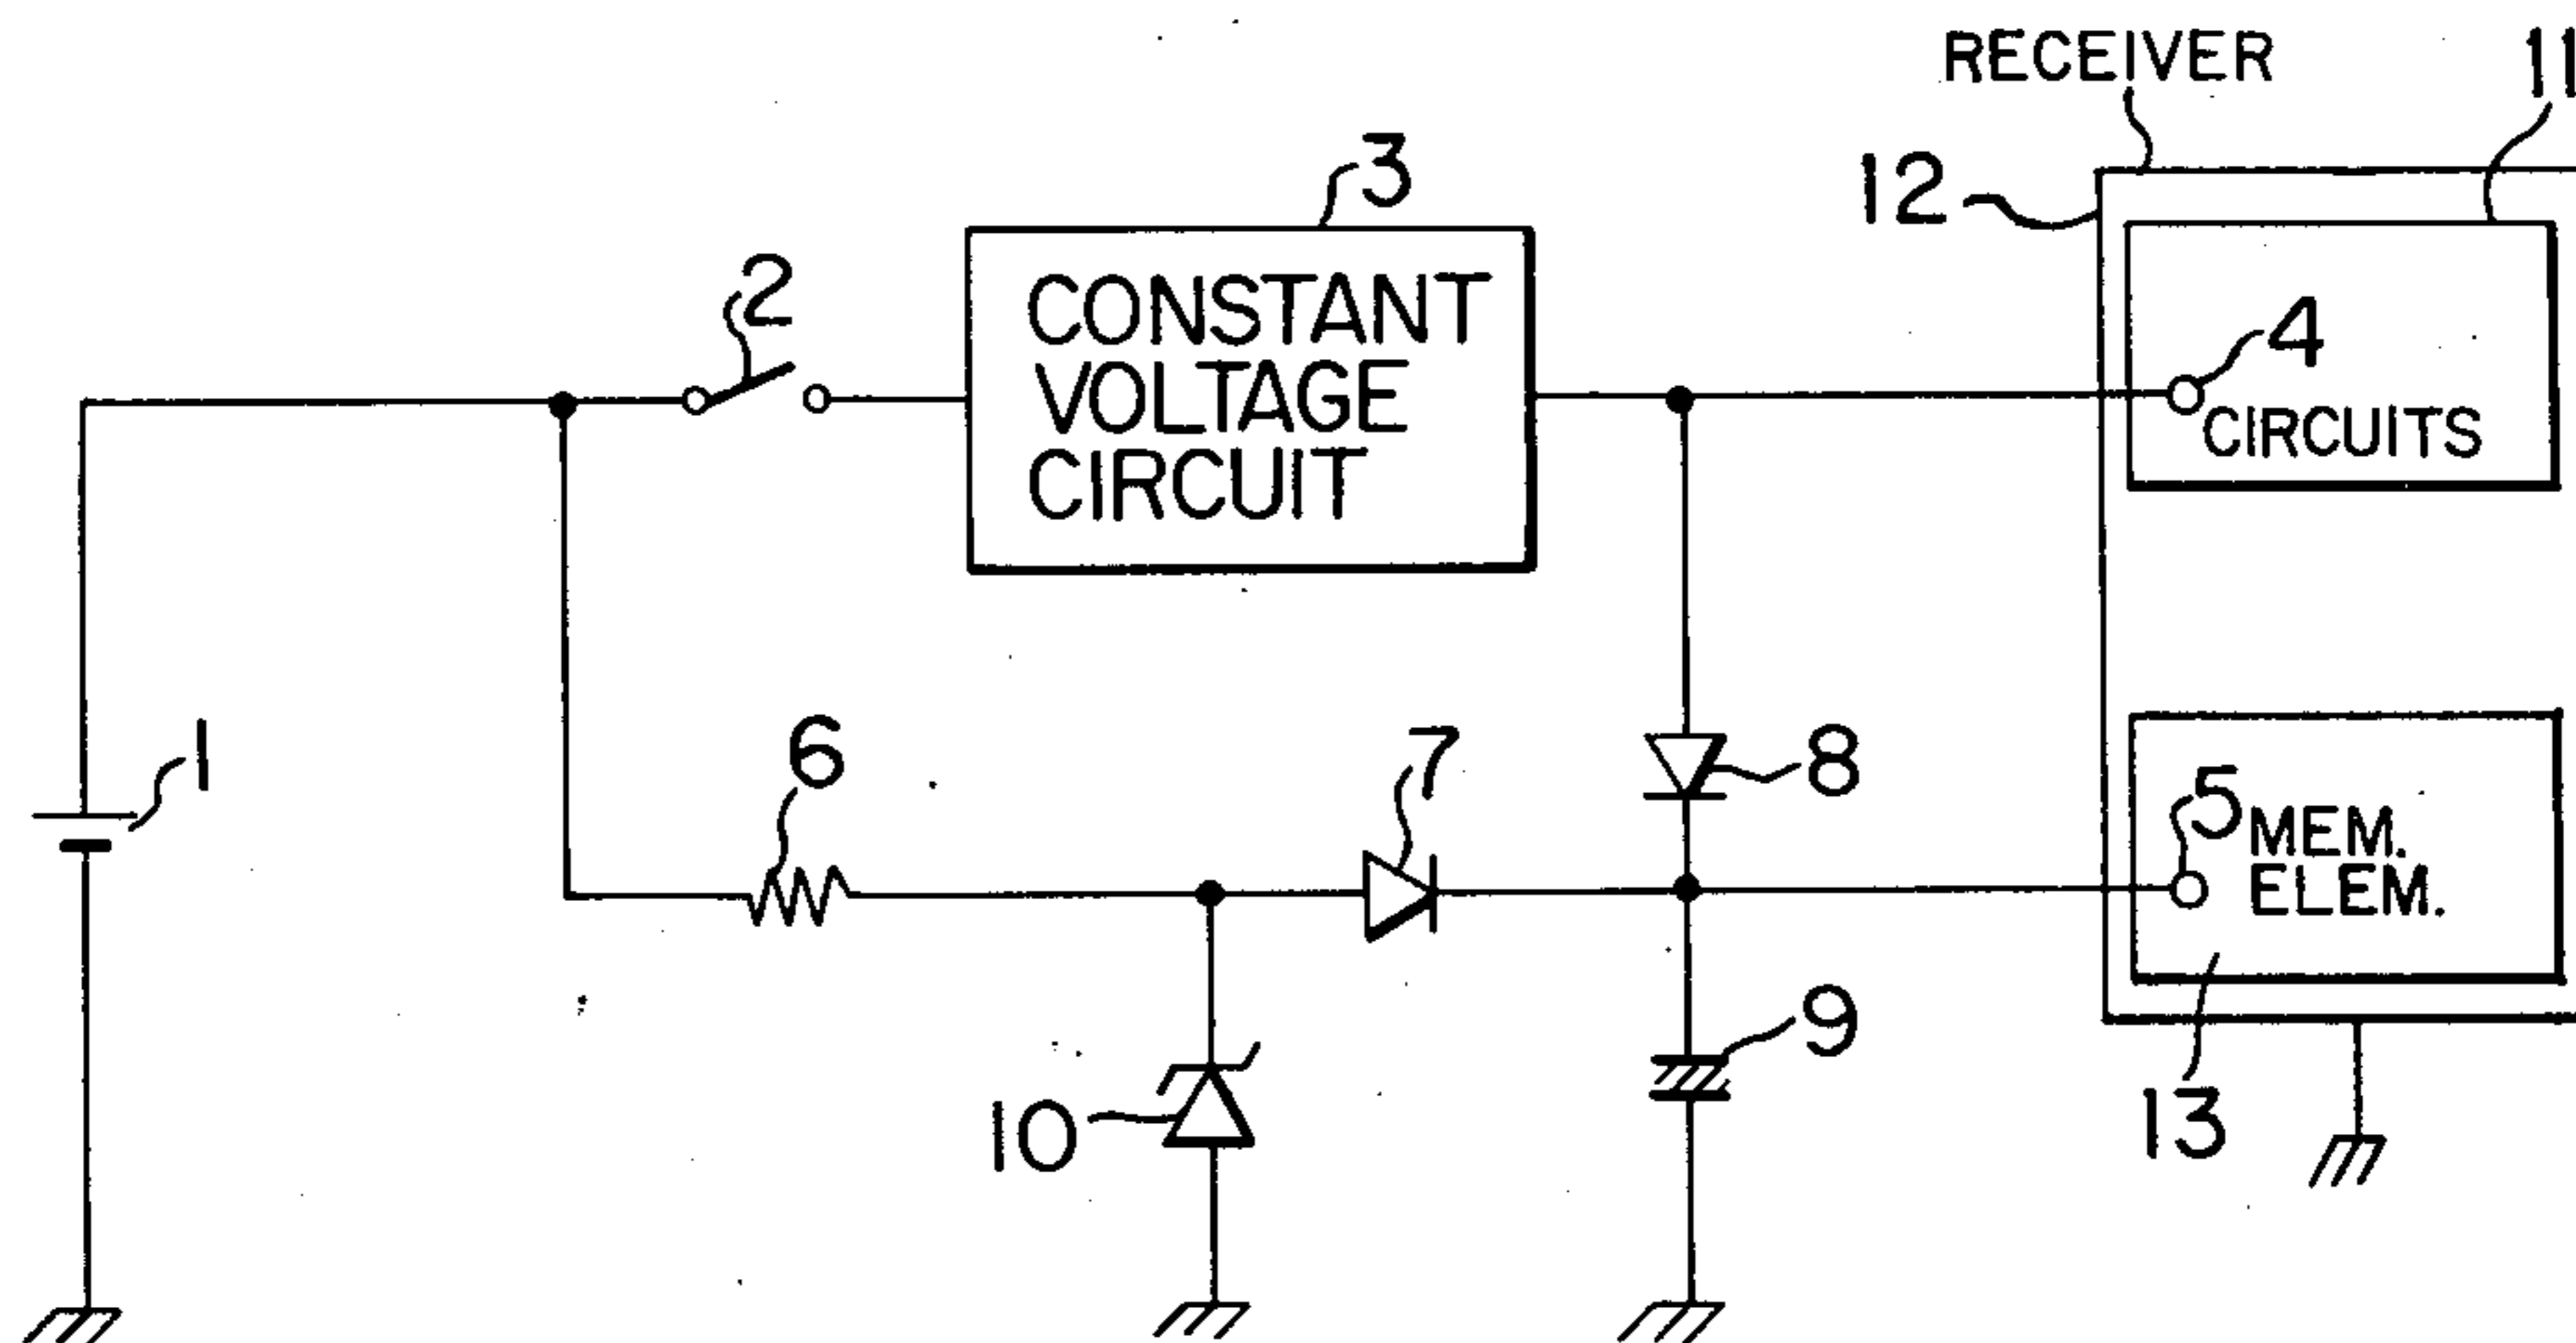 RECEIVER
11
12
3
2
CONSTANT
VOLTAGE
CIRCUIT
4
CIRCUITS
1
6
7
8
5
MEM.
ELEM.
9
10
13